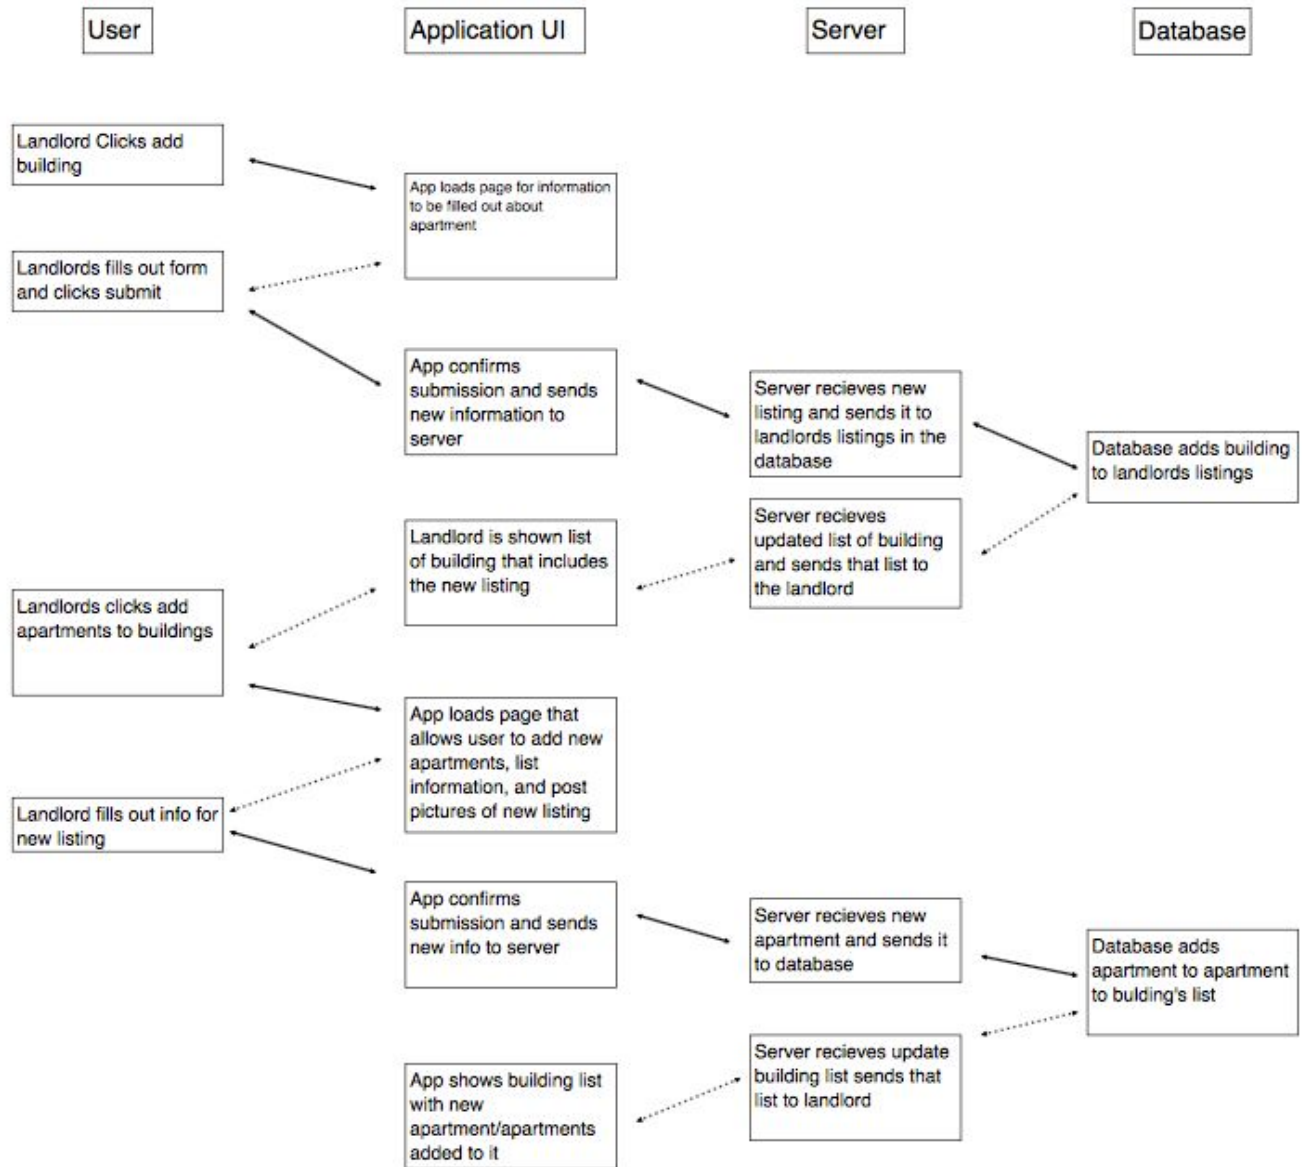 User
Application UI
Server
Database
Landlord Clicks add
building
App loads page for information
to be filled out about
apartment
Landlords fills out form
and clicks submit
App confirms
submission and sends
new information to
server
Server recieves new
listing and sends it to
landlords listings in the
database
Database adds building
to landlords listings
Server recieves
updated list of building
and sends that list to
the landlord
Landlord is shown list
of building that includes
the new listing
Landlords clicks add
apartments to buildings
App loads page that
allows user to add new
apartments, list
information, and post
pictures of new listing
Landlord fills out info for
new listing
App confirms
submission and sends
new info to server
Server recieves new
apartment and sends it
to database
Database adds
apartment to apartment
to bulding's list
Server recieves update
building list sends that
list to landlord
App shows building list
with new
apartment/apartments
added to it